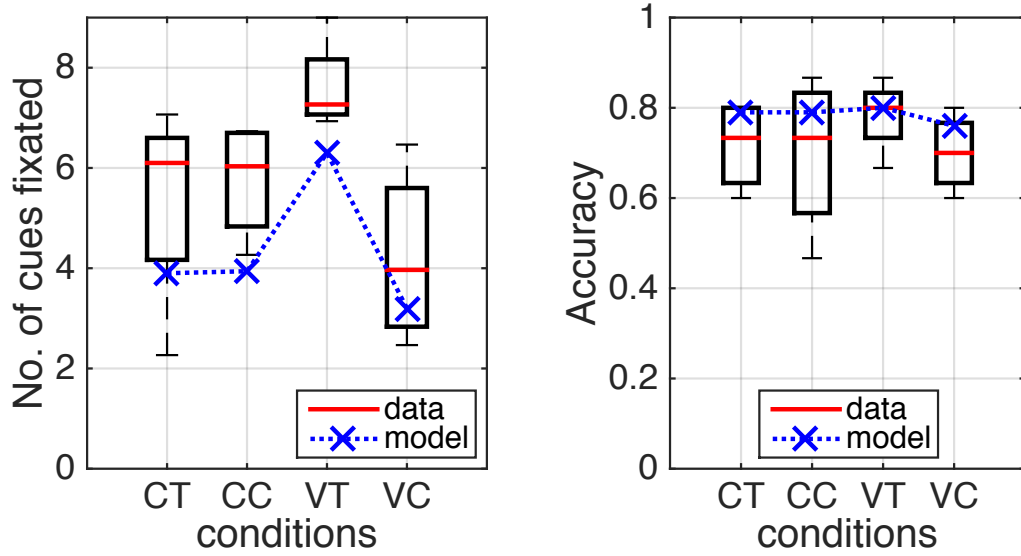 No. of cues fixated
8
6
4
2
0
data
model
CT CC VT VC
conditions
Accuracy
1
0.8
0.6
0.4
0.2
0
data
model
CT CC VT VC
conditions